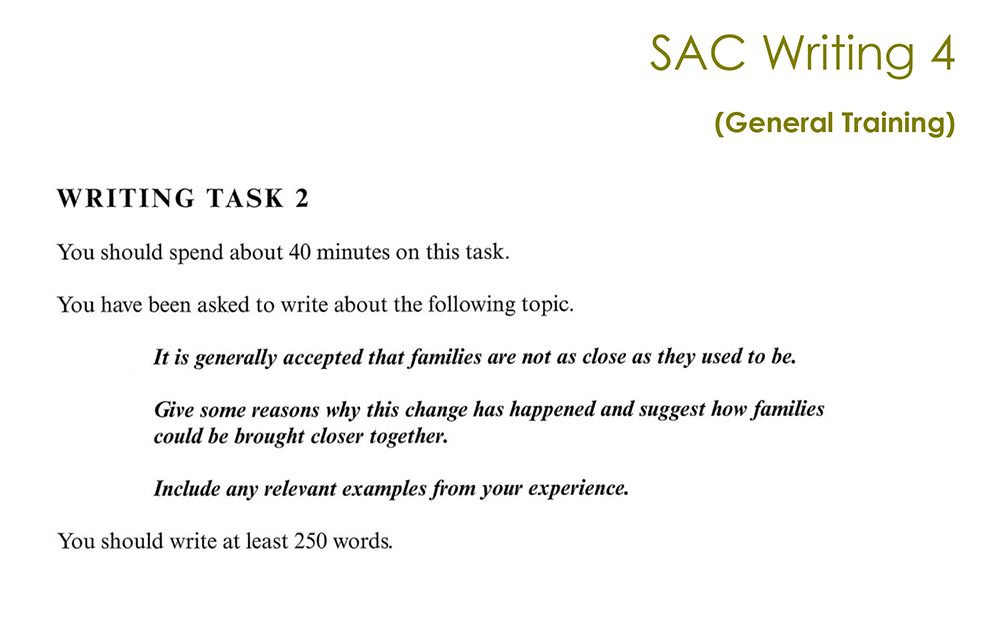 SAC Writing 4
(General Training)
WRITING TASK 2
You should spend about 40 minutes on this task.
You have been asked to write about the following topic.
It is generally accepted that families are not as close as they used to be.
Give some reasons why this change has happened and suggest how families
could be brought closer together.
Include any relevant examples from your experience.
You should write at least 250 words.